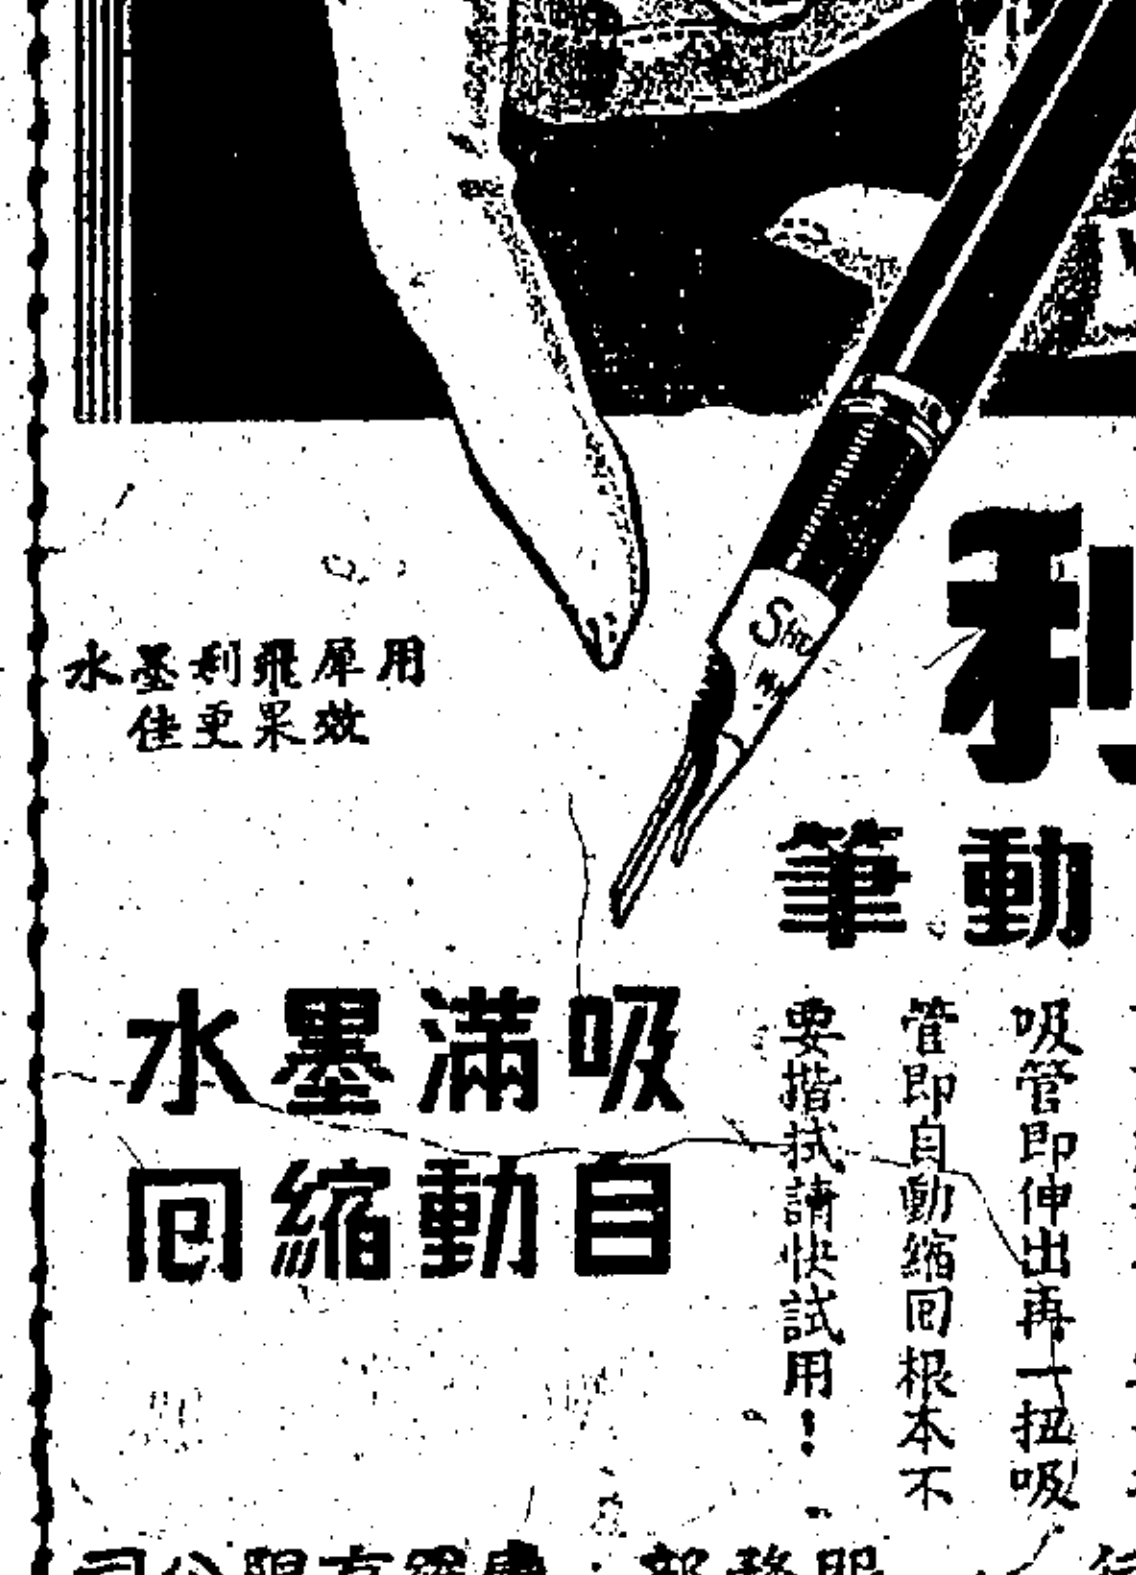 利
動筆
用犀飛利墨水
效果更佳
吸滿墨水
自動縮囘
吸管即伸出再一扭吸
管即自動縮囘根本不
要揩拭請快試用!